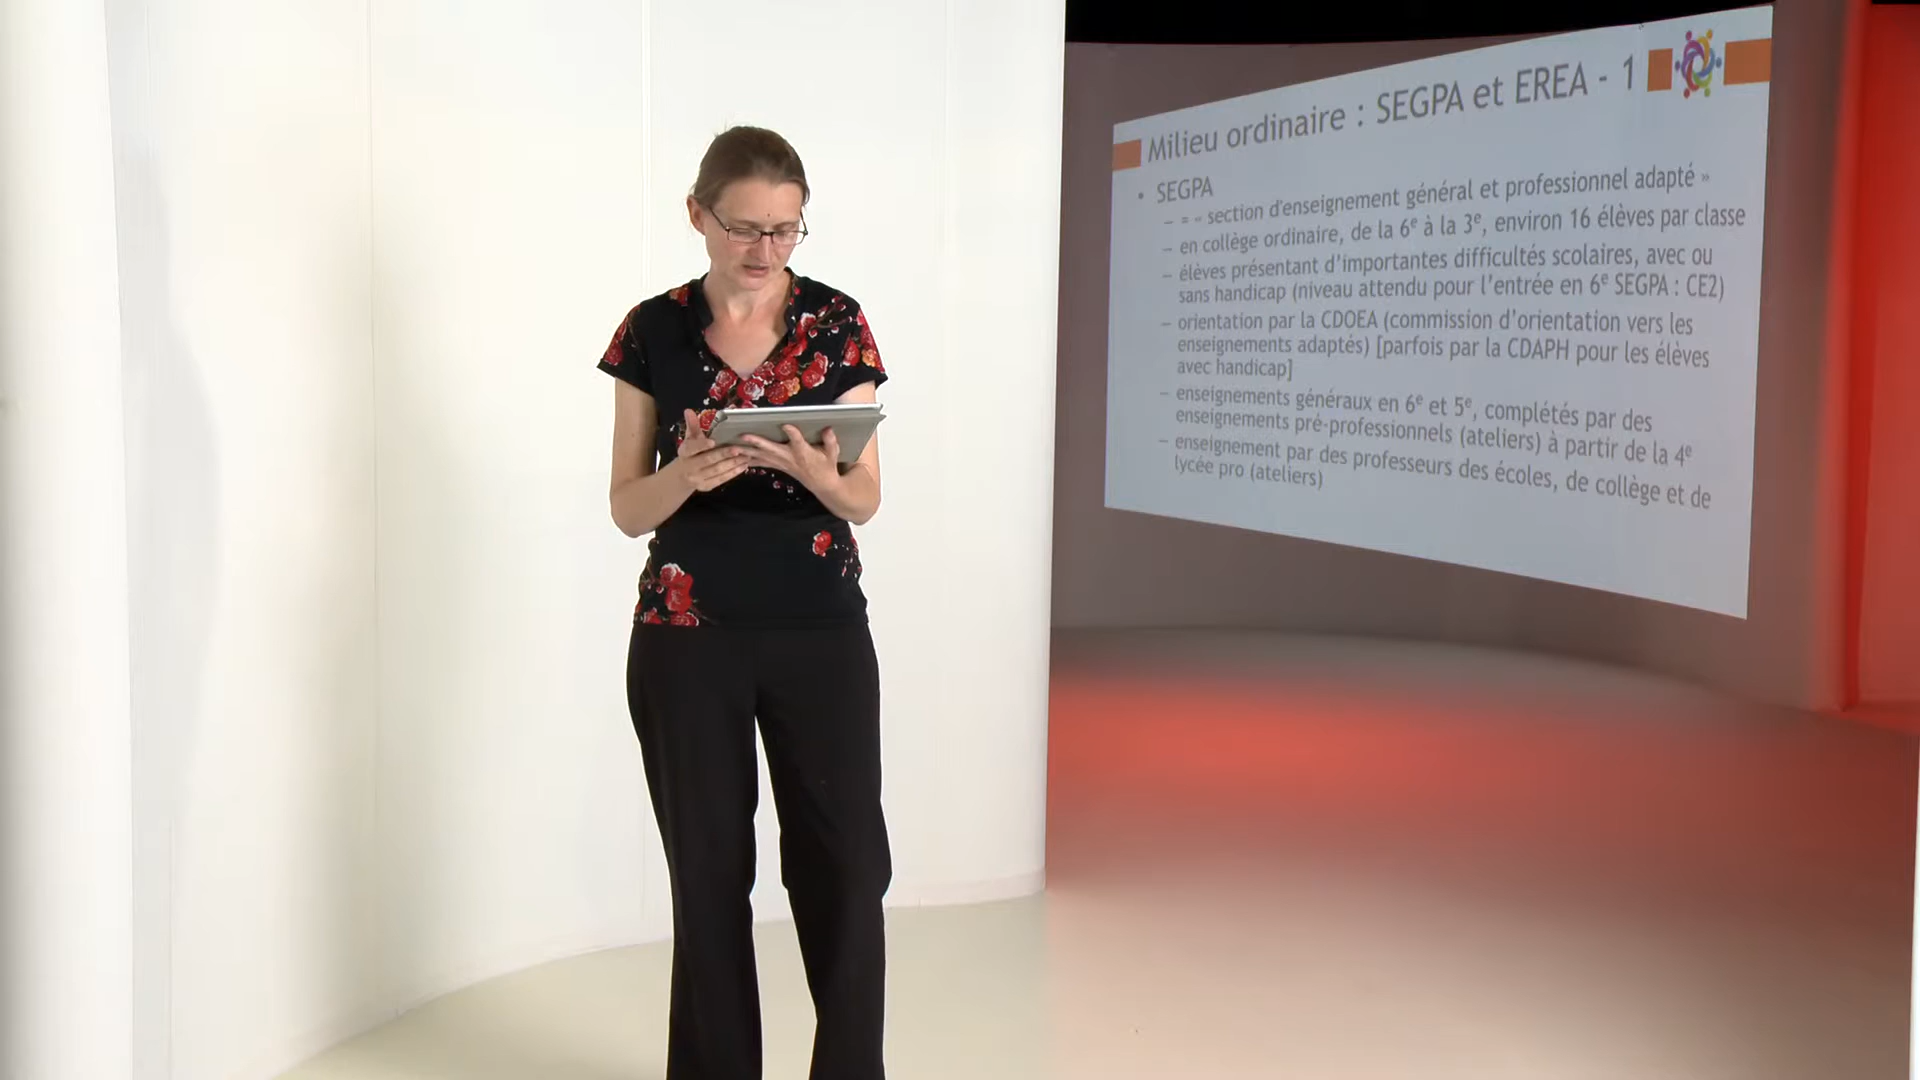 Milieu ordinaire : SEGPA et EREA - 1
• SEGPA
– = « section d'enseignement général et professionnel adapté »
– en collège ordinaire, de la 6e à la 3e, environ 16 élèves par classe
– élèves présentant d'importantes difficultés scolaires, avec ou
sans handicap (niveau attendu pour l'entrée en 6e SEGPA : CE2)
– orientation par la CDOEA (commission d'orientation vers les
enseignements adaptés) [parfois par la CDAPH pour les élèves
avec handicap]
– enseignements généraux en 6e et 5e, complétés par des
enseignements pré-professionnels (ateliers) à partir de la 4e
– enseignement par des professeurs des écoles, de collège et de
lycée pro (ateliers)